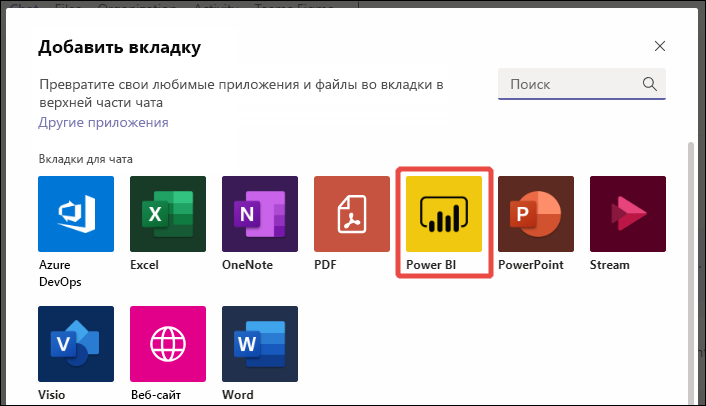 Chat Files Organization Activity Teams Figma
Добавить вкладку
Превратите свои любимые приложения и файлы во вкладки в
верхней части чата
Поиск
Другие приложения
Вкладки для чата
Azure DevOps
Excel
OneNote
PDF
Power BI
PowerPoint
Stream
Visio
Веб-сайт
Word